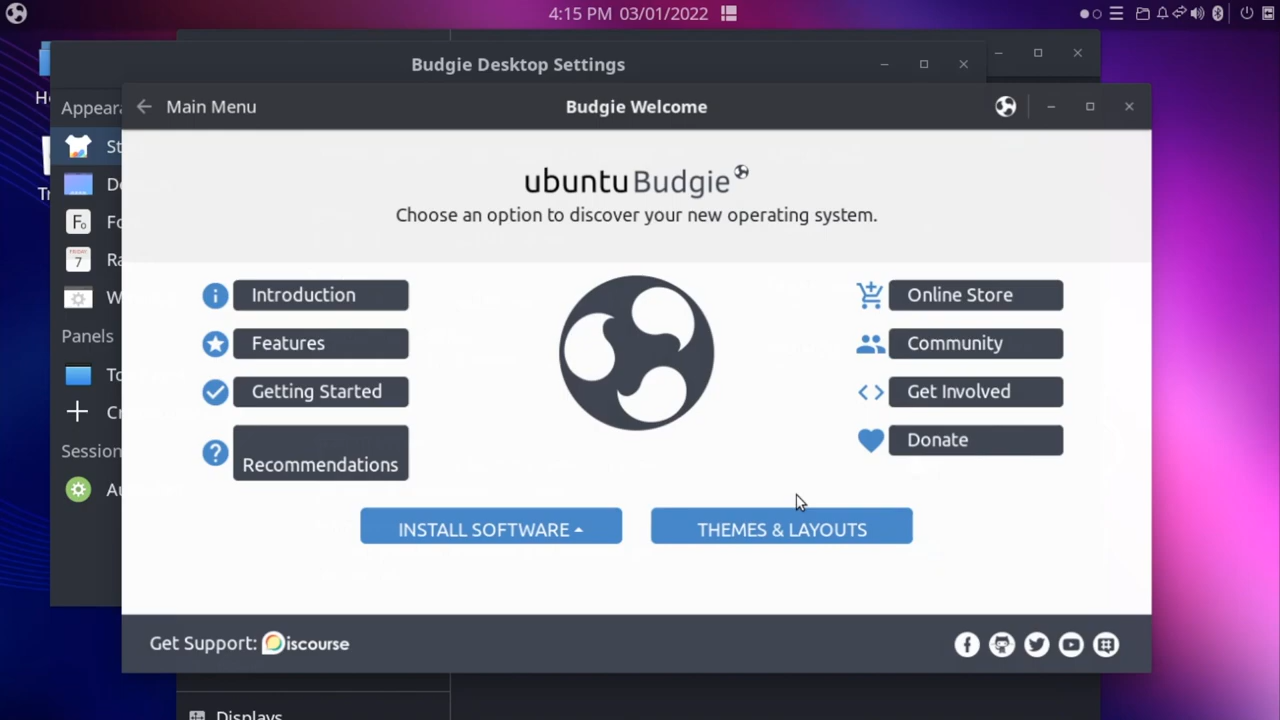 4:15 PM 03/01/2022
Budgie Desktop Settings
Main Menu
Budgie Welcome
ubuntu Budgie
Choose an option to discover your new operating system.
Introduction
Features
Getting Started
Recommendations
Online Store
Community
Get Involved
Donate
INSTALL SOFTWARE
THEMES & LAYOUTS
Get Support: Discourse
Panels
Displays